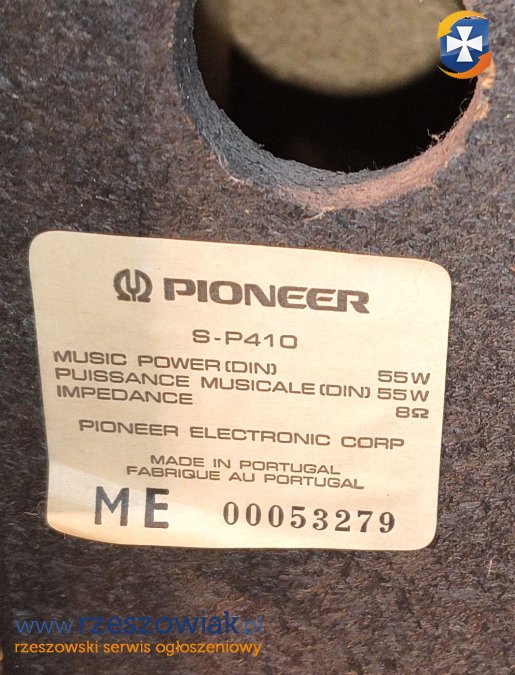 PIONEER
S-P410
MUSIC POWER (DIN) 55W
PUISSANCE MUSICALE (DIN) 55W
IMPEDANCE 8Ω
PIONEER ELECTRONIC CORP
MADE IN PORTUGAL
FABRIQUE AU PORTUGAL
ME 00053279
www.rzeszowiak.pl
rzeszowski serwis ogłoszeniowy